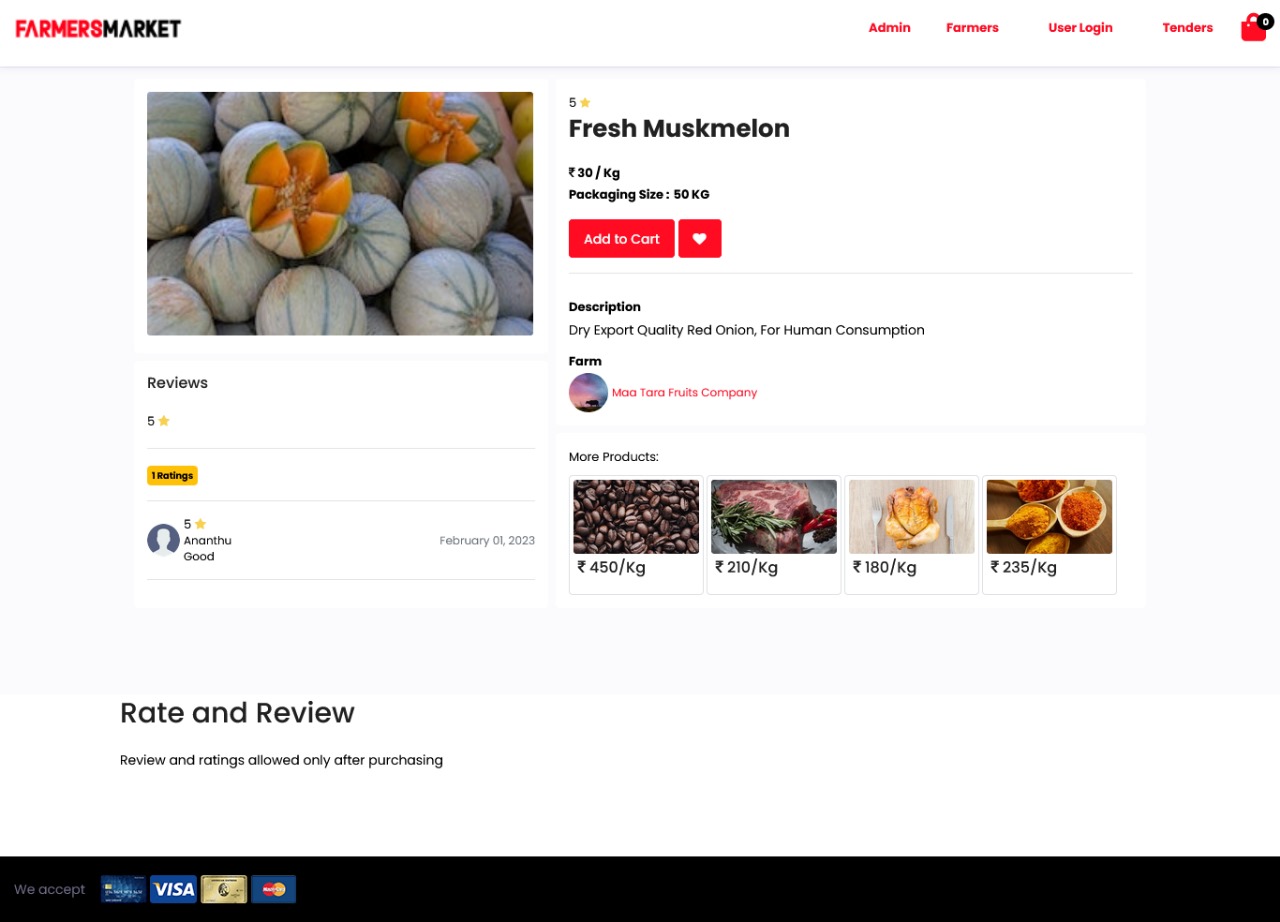 FARMERSMARKET
Admin
Farmers
User Login
Tenders
0
5
Fresh Muskmelon
₹ 30 / Kg
Packaging Size : 50 KG
Add to Cart
Description
Dry Export Quality Red Onion, For Human Consumption
Farm
Maa Tara Fruits Company
Reviews
5
1 Ratings
5
Ananthu
Good
February 01, 2023
More Products:
₹ 450/Kg
₹ 210/Kg
₹ 180/Kg
₹ 235/Kg
Rate and Review
Review and ratings allowed only after purchasing
We accept
VISA